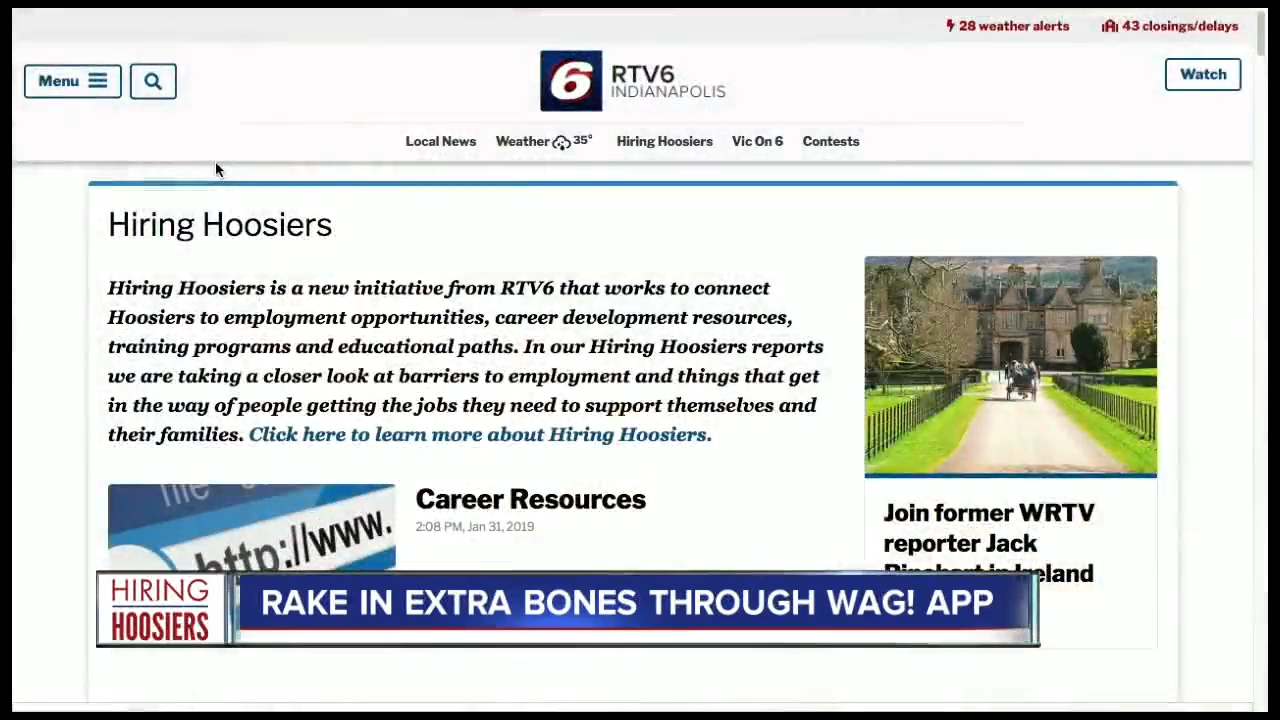 28 weather alerts
43 closings/delays
Menu
6
RTV6
INDIANAPOLIS
Watch
Local News
Weather
35°
Hiring Hoosiers
Vic On 6
Contests
Hiring Hoosiers
Hiring Hoosiers is a new initiative from RTV6 that works to connect
Hoosiers to employment opportunities, career development resources,
training programs and educational paths. In our Hiring Hoosiers reports
we are taking a closer look at barriers to employment and things that get
in the way of people getting the jobs they need to support themselves and
their families. Click here to learn more about Hiring Hoosiers.
http://www.
Career Resources
2:08 PM, Jan 31, 2019
Join former WRTV
reporter Jack
HIRING
HOOSIERS
RAKE IN EXTRA BONES THROUGH WAG! APP